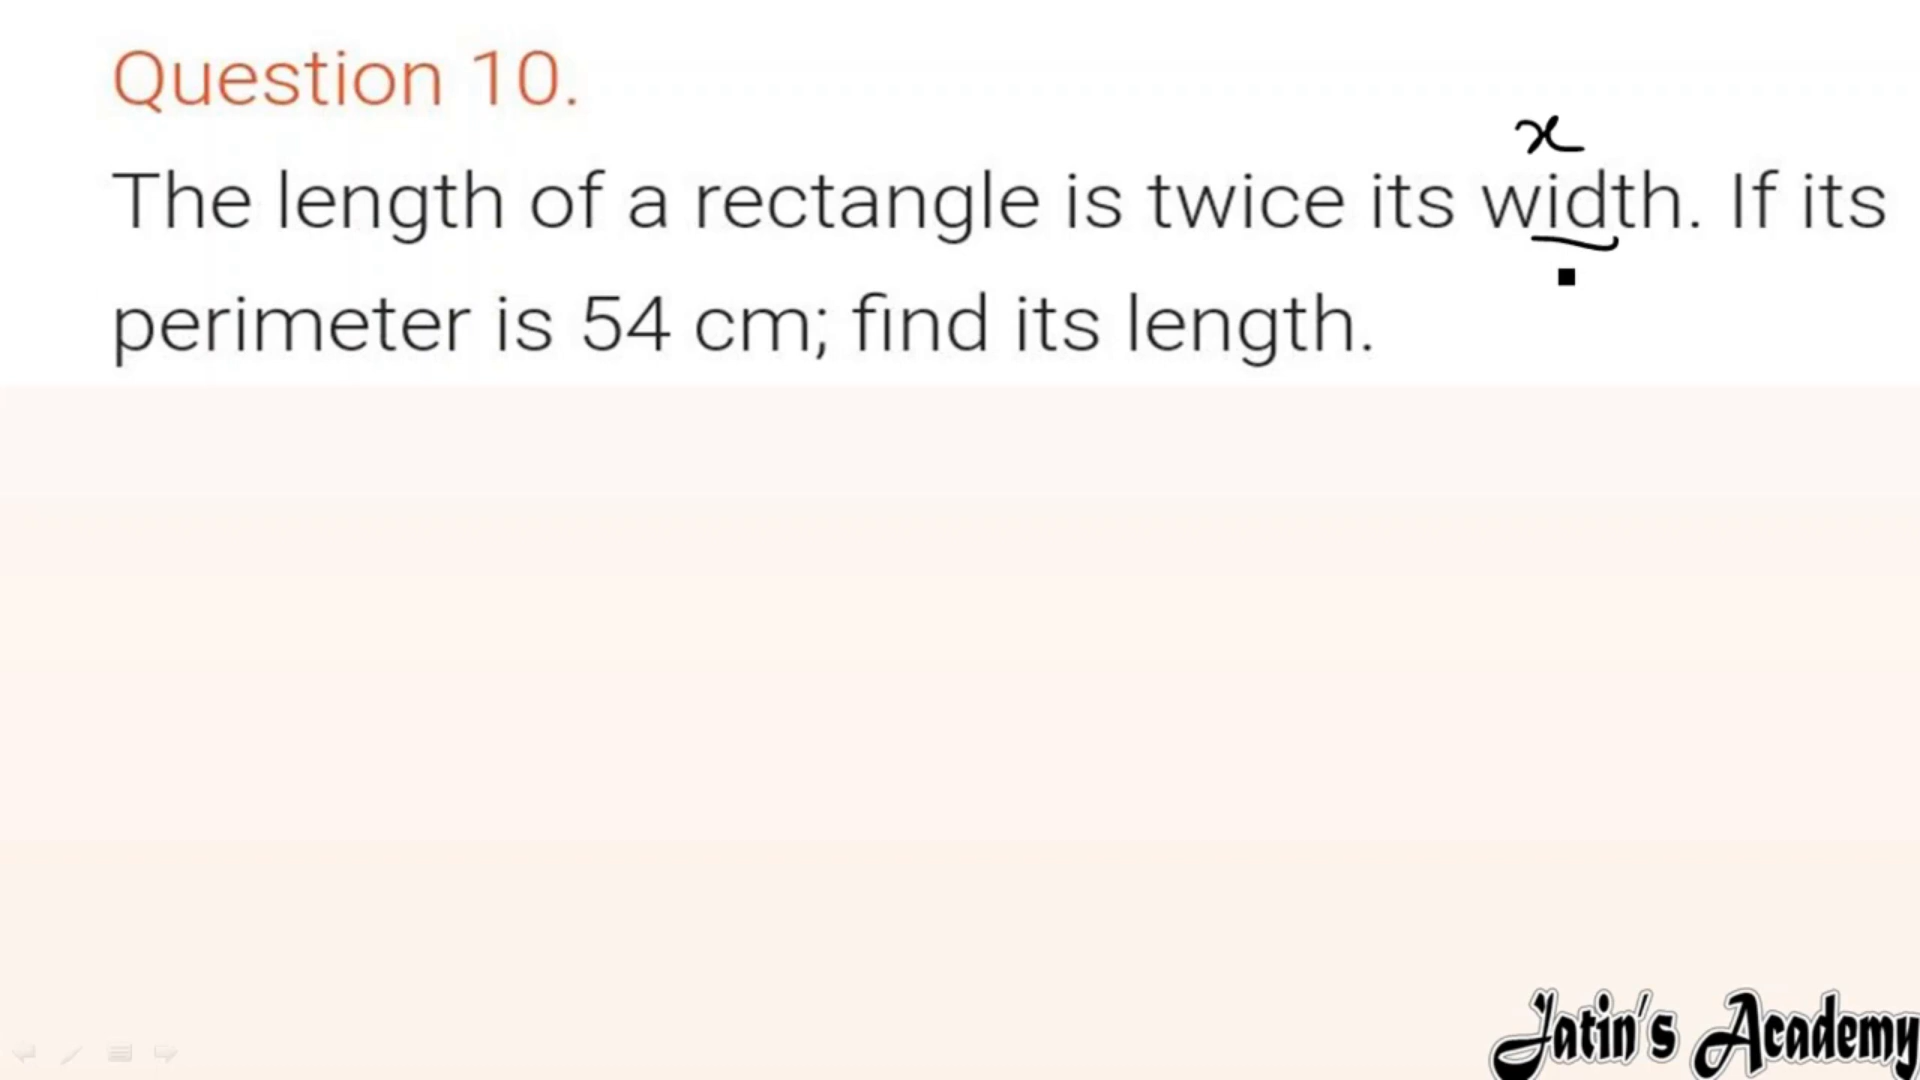 Question 10.
x
The length of a rectangle is twice its width. If its
perimeter is 54 cm; find its length.
Jatin's Academy